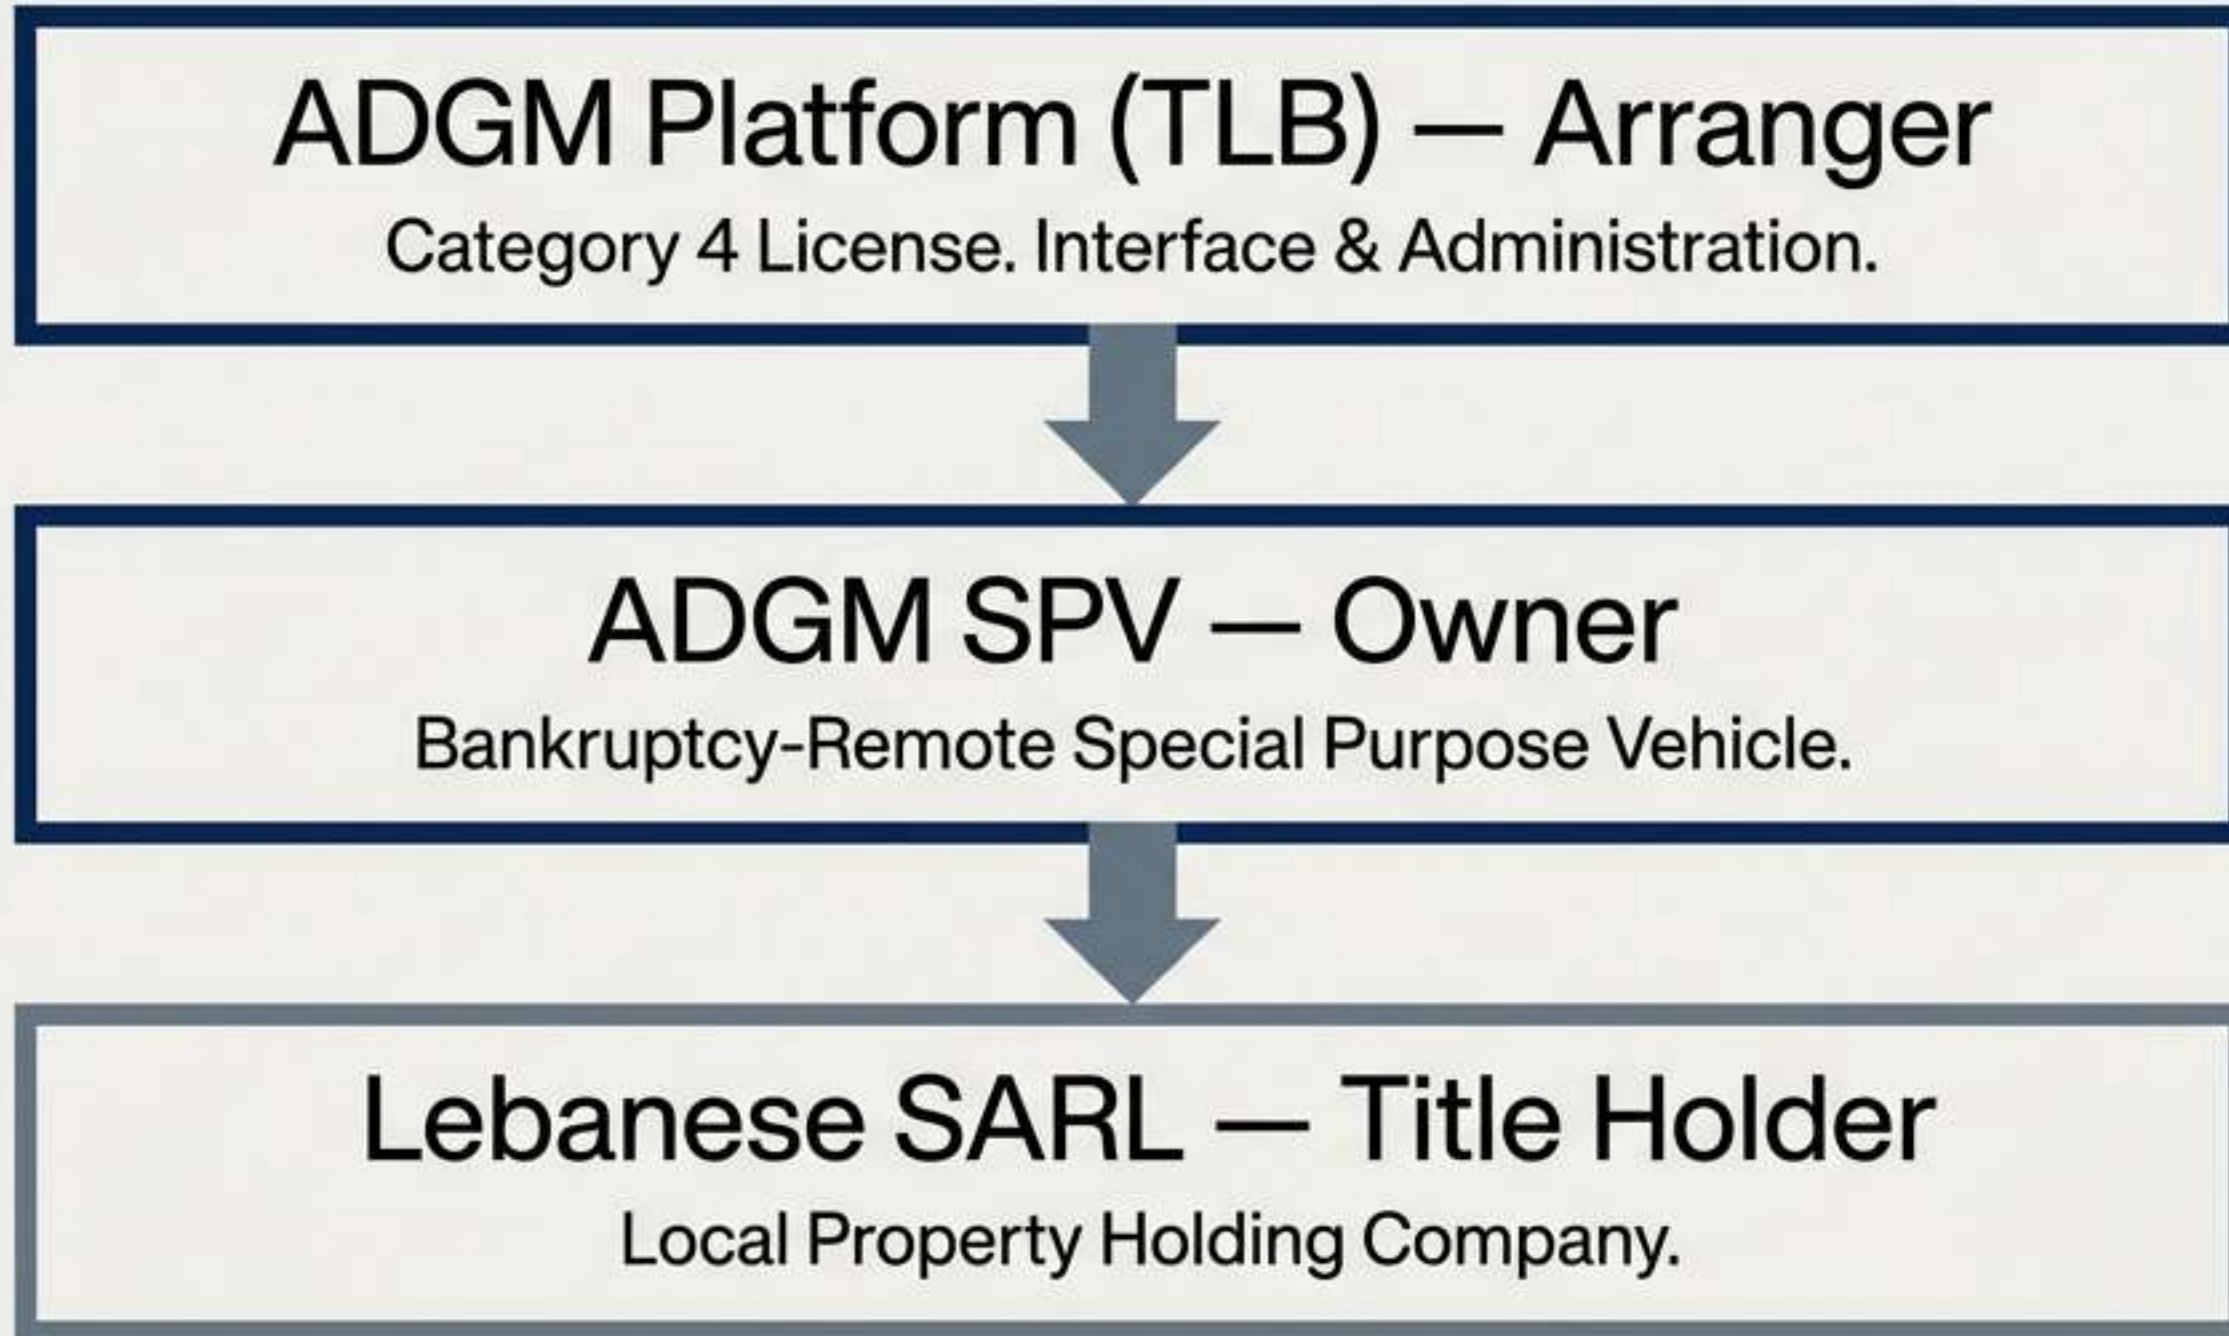 ADGM Platform (TLB) — Arranger
Category 4 License. Interface & Administration.
ADGM SPV — Owner
Bankruptcy-Remote Special Purpose Vehicle.
Lebanese SARL — Title Holder
Local Property Holding Company.